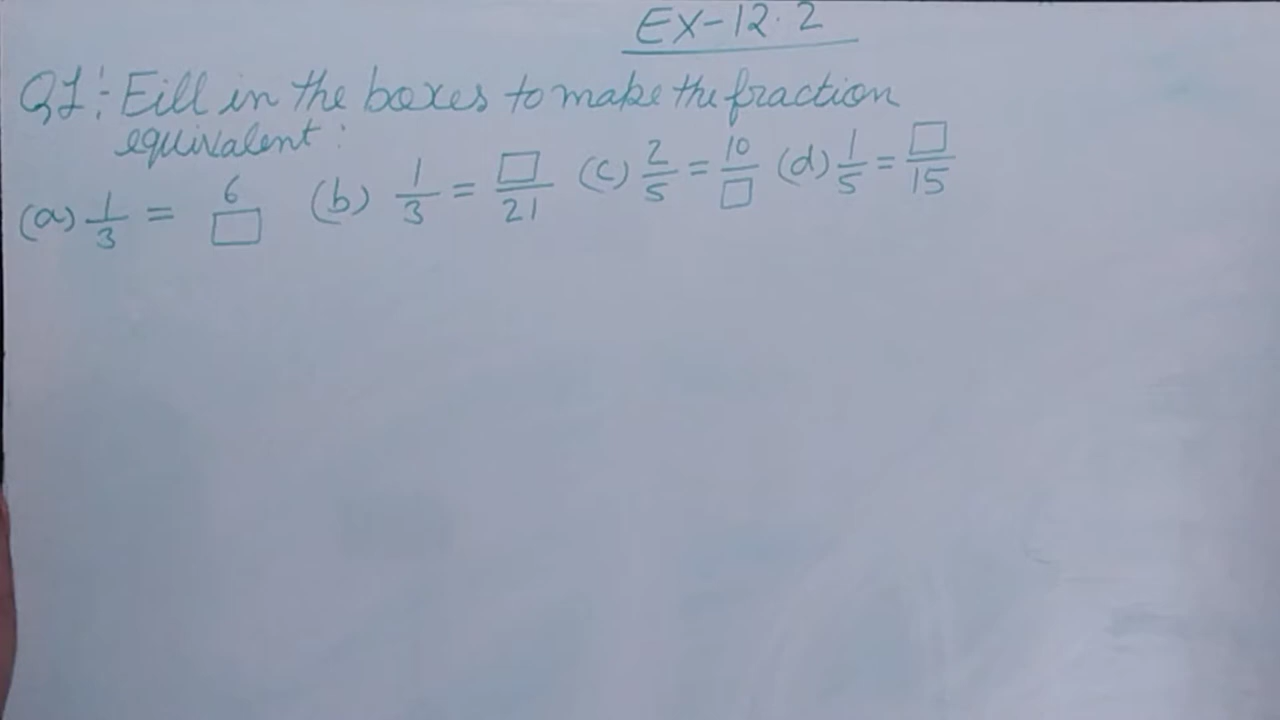 EX-12.2
Q1:- Fill in the boxes to make the fraction
equivalent:
(a) 1/3 = 6/□ (b) 1/3 = □/21 (c) 2/5 = 10/□ (d) 1/5 = □/15